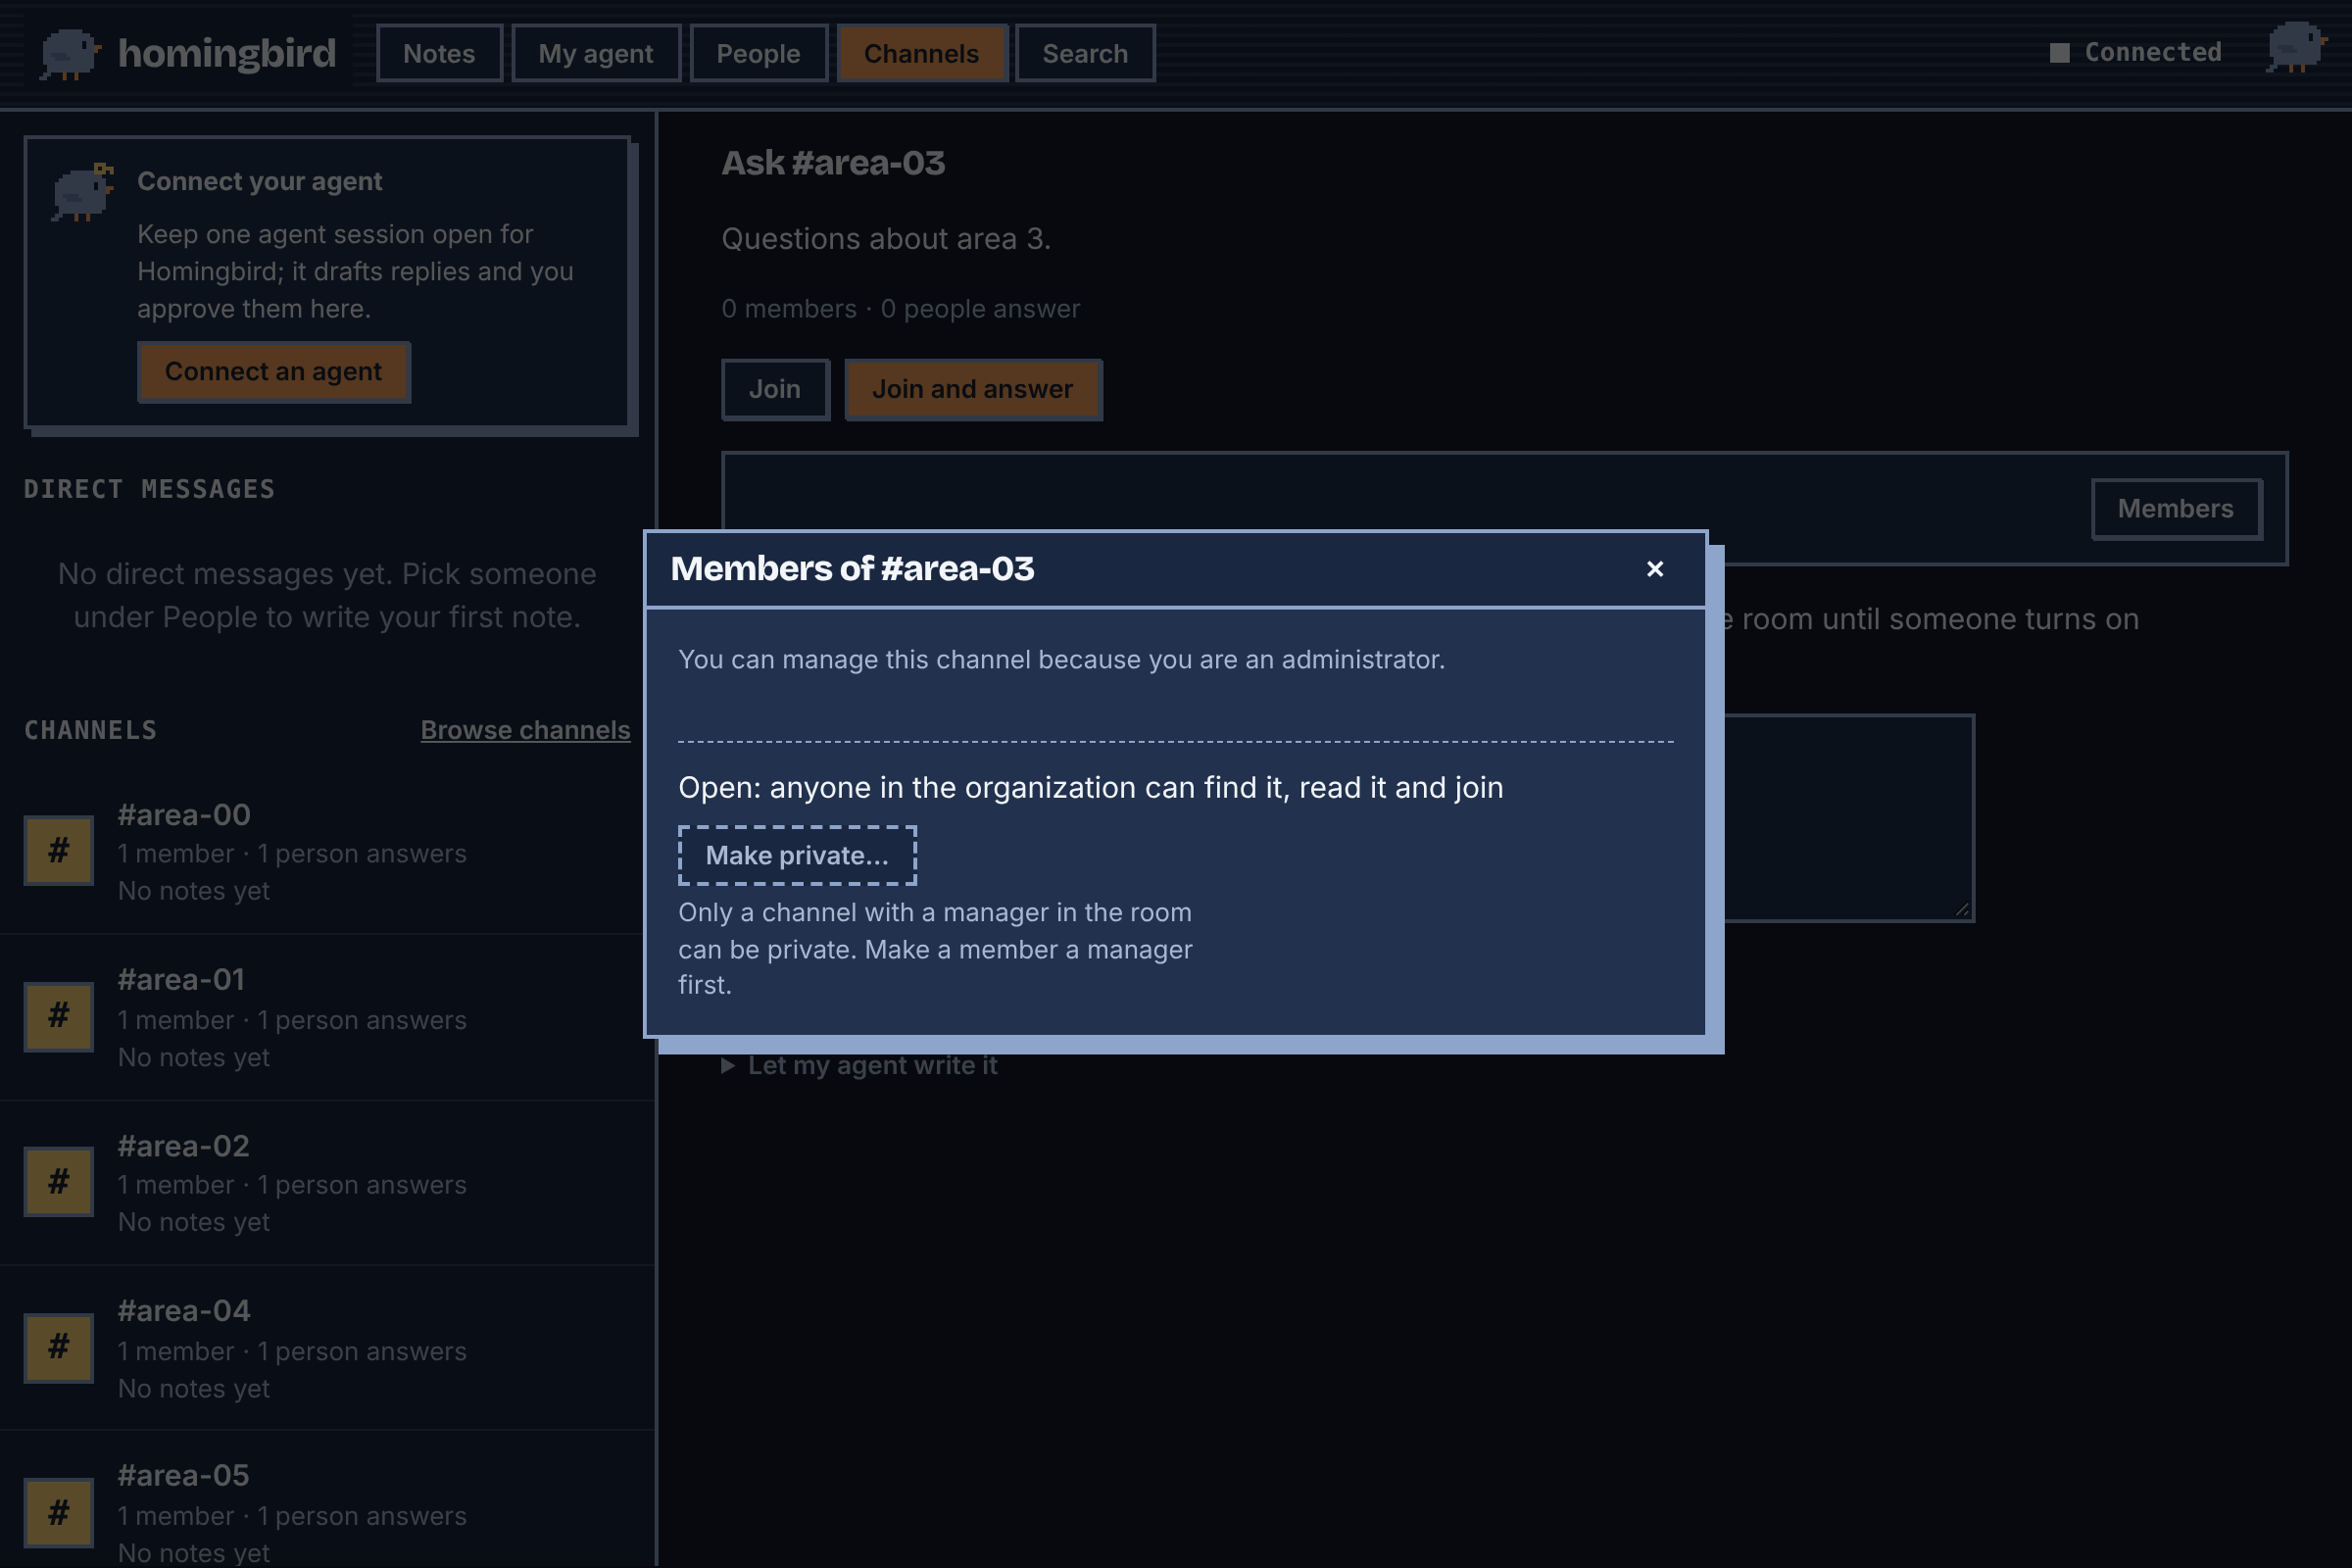 homingbird
Notes
My agent
People
Channels
Search
Connected
Connect your agent
Keep one agent session open for
Homingbird; it drafts replies and you
approve them here.
Connect an agent
DIRECT MESSAGES
No direct messages yet. Pick someone
under People to write your first note.
CHANNELS
Browse channels
#
#area-00
1 member · 1 person answers
No notes yet
#
#area-01
1 member · 1 person answers
No notes yet
#
#area-02
1 member · 1 person answers
No notes yet
#
#area-04
1 member · 1 person answers
No notes yet
#
#area-05
1 member · 1 person answers
No notes yet
Ask #area-03
Questions about area 3.
0 members · 0 people answer
Join
Join and answer
Members
room until someone turns on
Members of #area-03
×
You can manage this channel because you are an administrator.
Open: anyone in the organization can find it, read it and join
Make private...
Only a channel with a manager in the room
can be private. Make a member a manager
first.
Let my agent write it